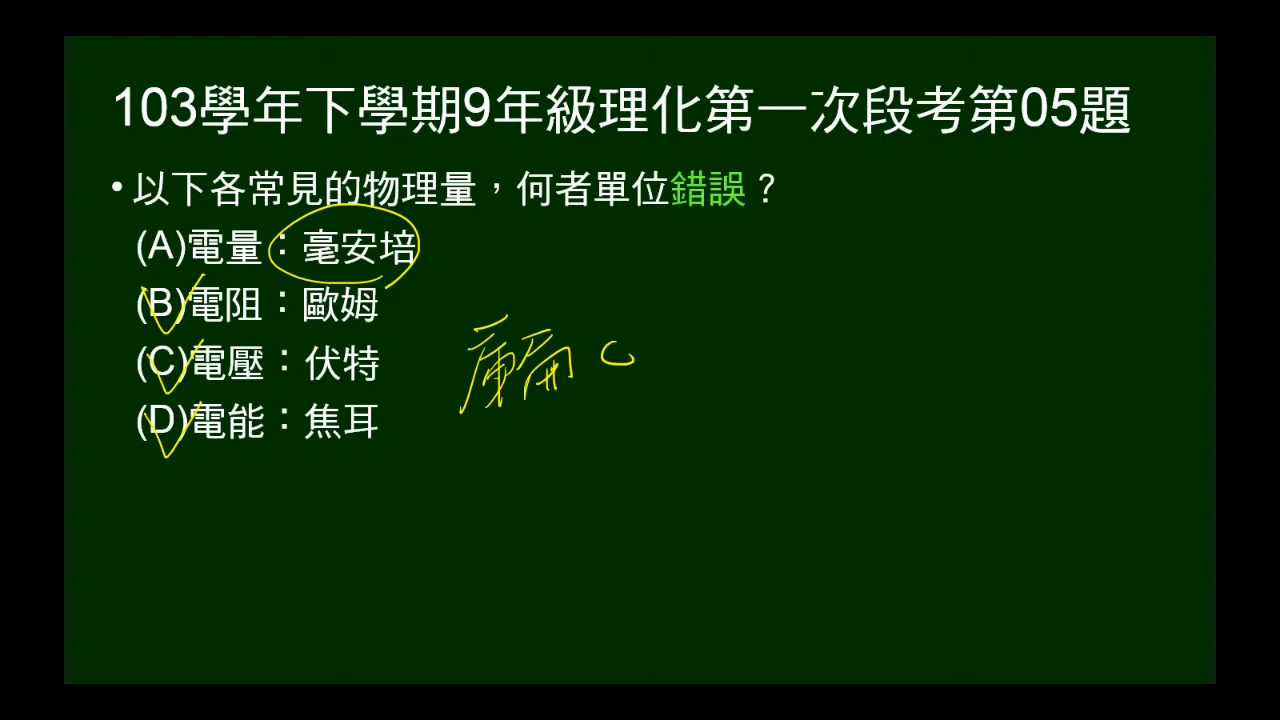 103學年下學期9年級理化第一次段考第05題
• 以下各常見的物理量，何者單位錯誤？
(A)電量：毫安培
(B)電阻：歐姆
(C)電壓：伏特
(D)電能：焦耳
庫侖 C